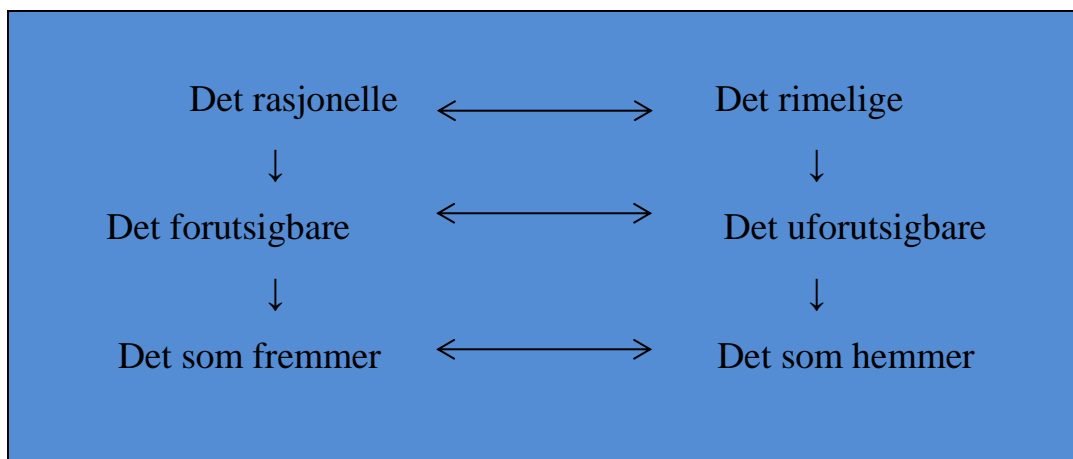 Det rasjonelle Det rimelige
Det forutsigbare Det uforutsigbare
Det som fremmer Det som hemmer